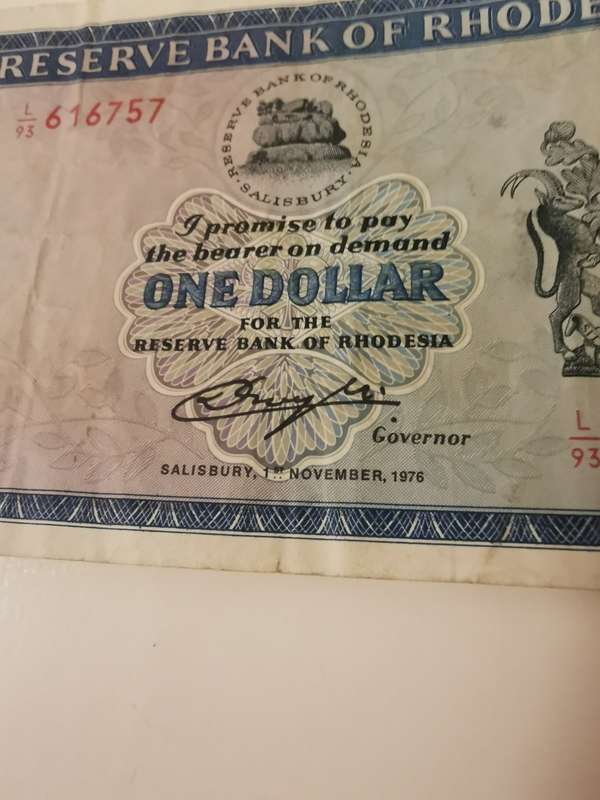 RESERVE BANK OF RHODE
L/93 616757
RESERVE BANK OF RHODESIA
· SALISBURY ·
I promise to pay
the bearer on demand
ONE DOLLAR
FOR THE
RESERVE BANK OF RHODESIA
Governor
L
93
SALISBURY, 1ST NOVEMBER, 1976